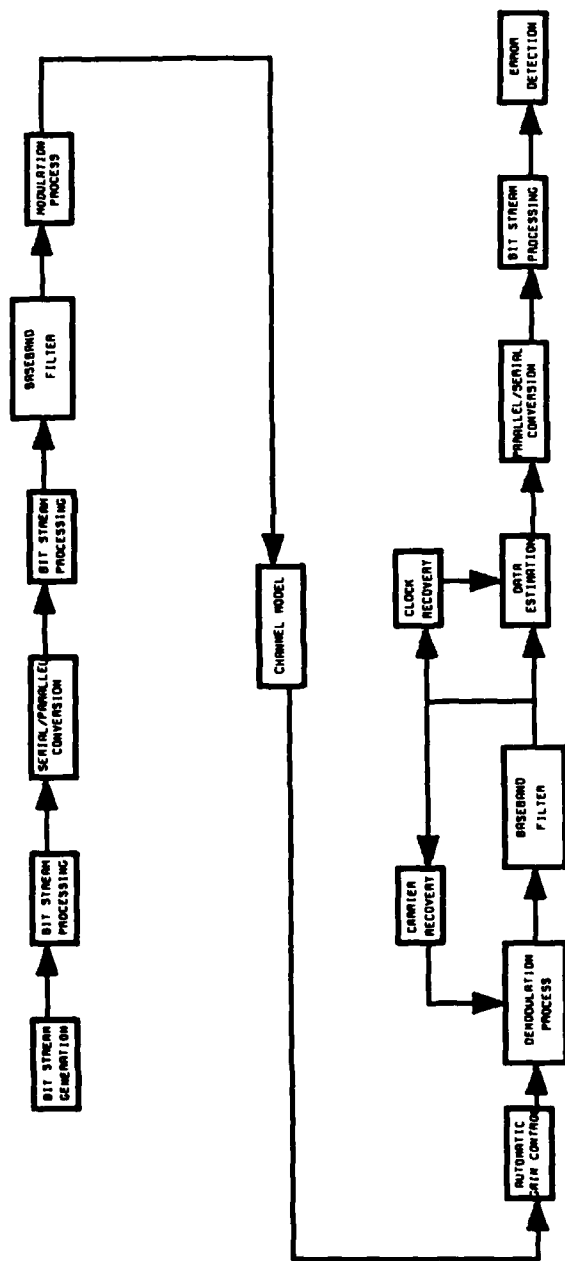 BIT STREAM
GENERATION
BIT STREAM
PROCESSING
SERIAL/PARALLEL
CONVERSION
BIT STREAM
PROCESSING
BASEBAND
FILTER
MODULATION
PROCESS
CHANNEL MODEL
AUTOMATIC
GAIN CONTROL
DEMODULATION
PROCESS
CARRIER
RECOVERY
BASEBAND
FILTER
CLOCK
RECOVERY
DATA
ESTIMATION
PARALLEL/SERIAL
CONVERSION
BIT STREAM
PROCESSING
ERROR
DETECTION